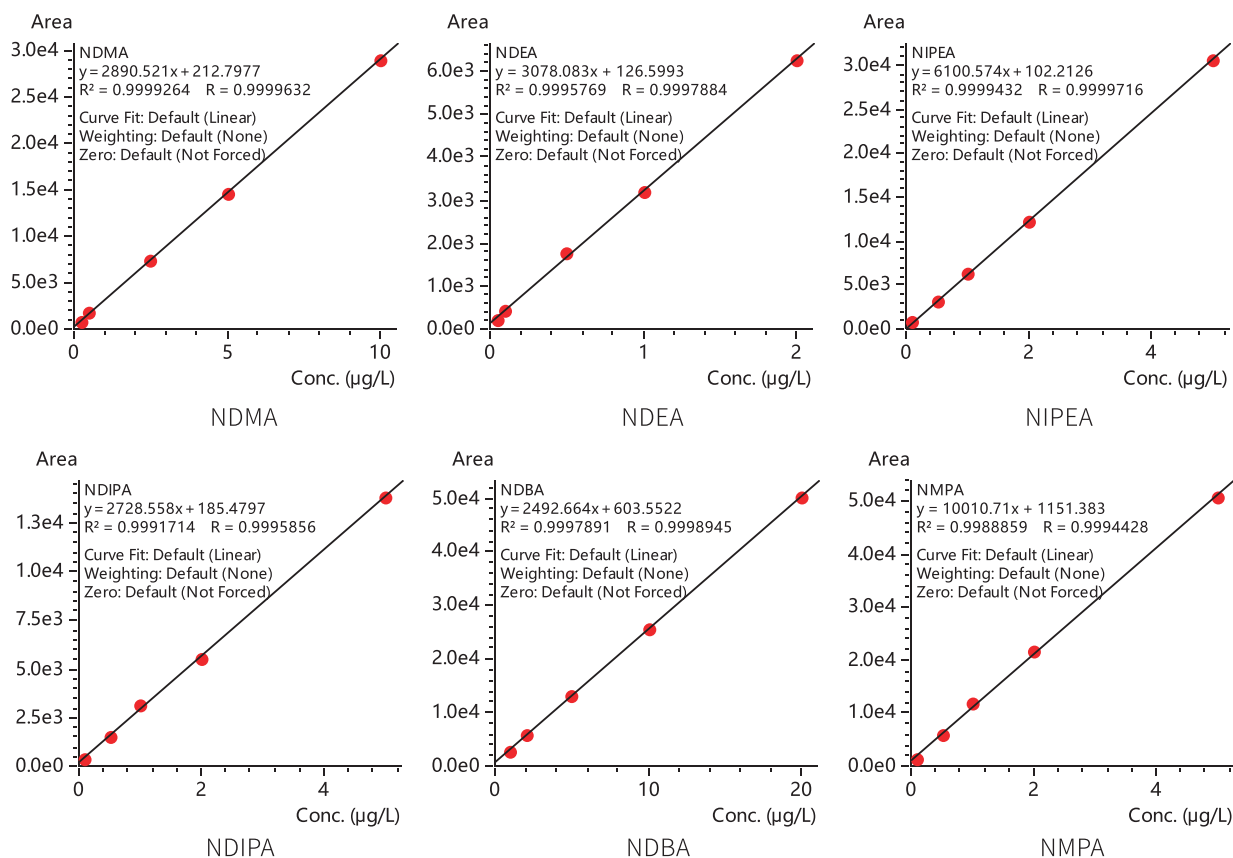 Area
NDMA
y = 2890.521x + 212.7977
R² = 0.9999264 R = 0.9999632
Curve Fit: Default (Linear)
Weighting: Default (None)
Zero: Default (Not Forced)
3.0e4
2.5e4
2.0e4
1.5e4
1.0e4
5.0e3
0.0e0
0 5 10
Conc. (µg/L)
NDMA
Area
NDEA
y = 3078.083x + 126.5993
R² = 0.9995769 R = 0.9997884
Curve Fit: Default (Linear)
Weighting: Default (None)
Zero: Default (Not Forced)
6.0e3
4.0e3
3.0e3
2.0e3
1.0e3
0.0e0
0 1 2
Conc. (µg/L)
NDEA
Area
NIPEA
y = 6100.574x + 102.2126
R² = 0.9999432 R = 0.9999716
Curve Fit: Default (Linear)
Weighting: Default (None)
Zero: Default (Not Forced)
3.0e4
2.0e4
1.5e4
1.0e4
5.0e3
0.0e0
0 2 4
Conc. (µg/L)
NIPEA
Area
NDIPA
y = 2728.558x + 185.4797
R² = 0.9991714 R = 0.9995856
Curve Fit: Default (Linear)
Weighting: Default (None)
Zero: Default (Not Forced)
1.3e4
1.0e4
7.5e3
5.0e3
2.5e3
0.0e0
0 2 4
Conc. (µg/L)
NDIPA
Area
NDBA
y = 2492.664x + 603.5522
R² = 0.9997891 R = 0.9998945
Curve Fit: Default (Linear)
Weighting: Default (None)
Zero: Default (Not Forced)
5.0e4
4.0e4
3.0e4
2.0e4
1.0e4
0.0e0
0 10 20
Conc. (µg/L)
NDBA
Area
NMPA
y = 10010.71x + 1151.383
R² = 0.9988859 R = 0.9994428
Curve Fit: Default (Linear)
Weighting: Default (None)
Zero: Default (Not Forced)
5.0e4
4.0e4
3.0e4
2.0e4
1.0e4
0.0e0
0 2 4
Conc. (µg/L)
NMPA